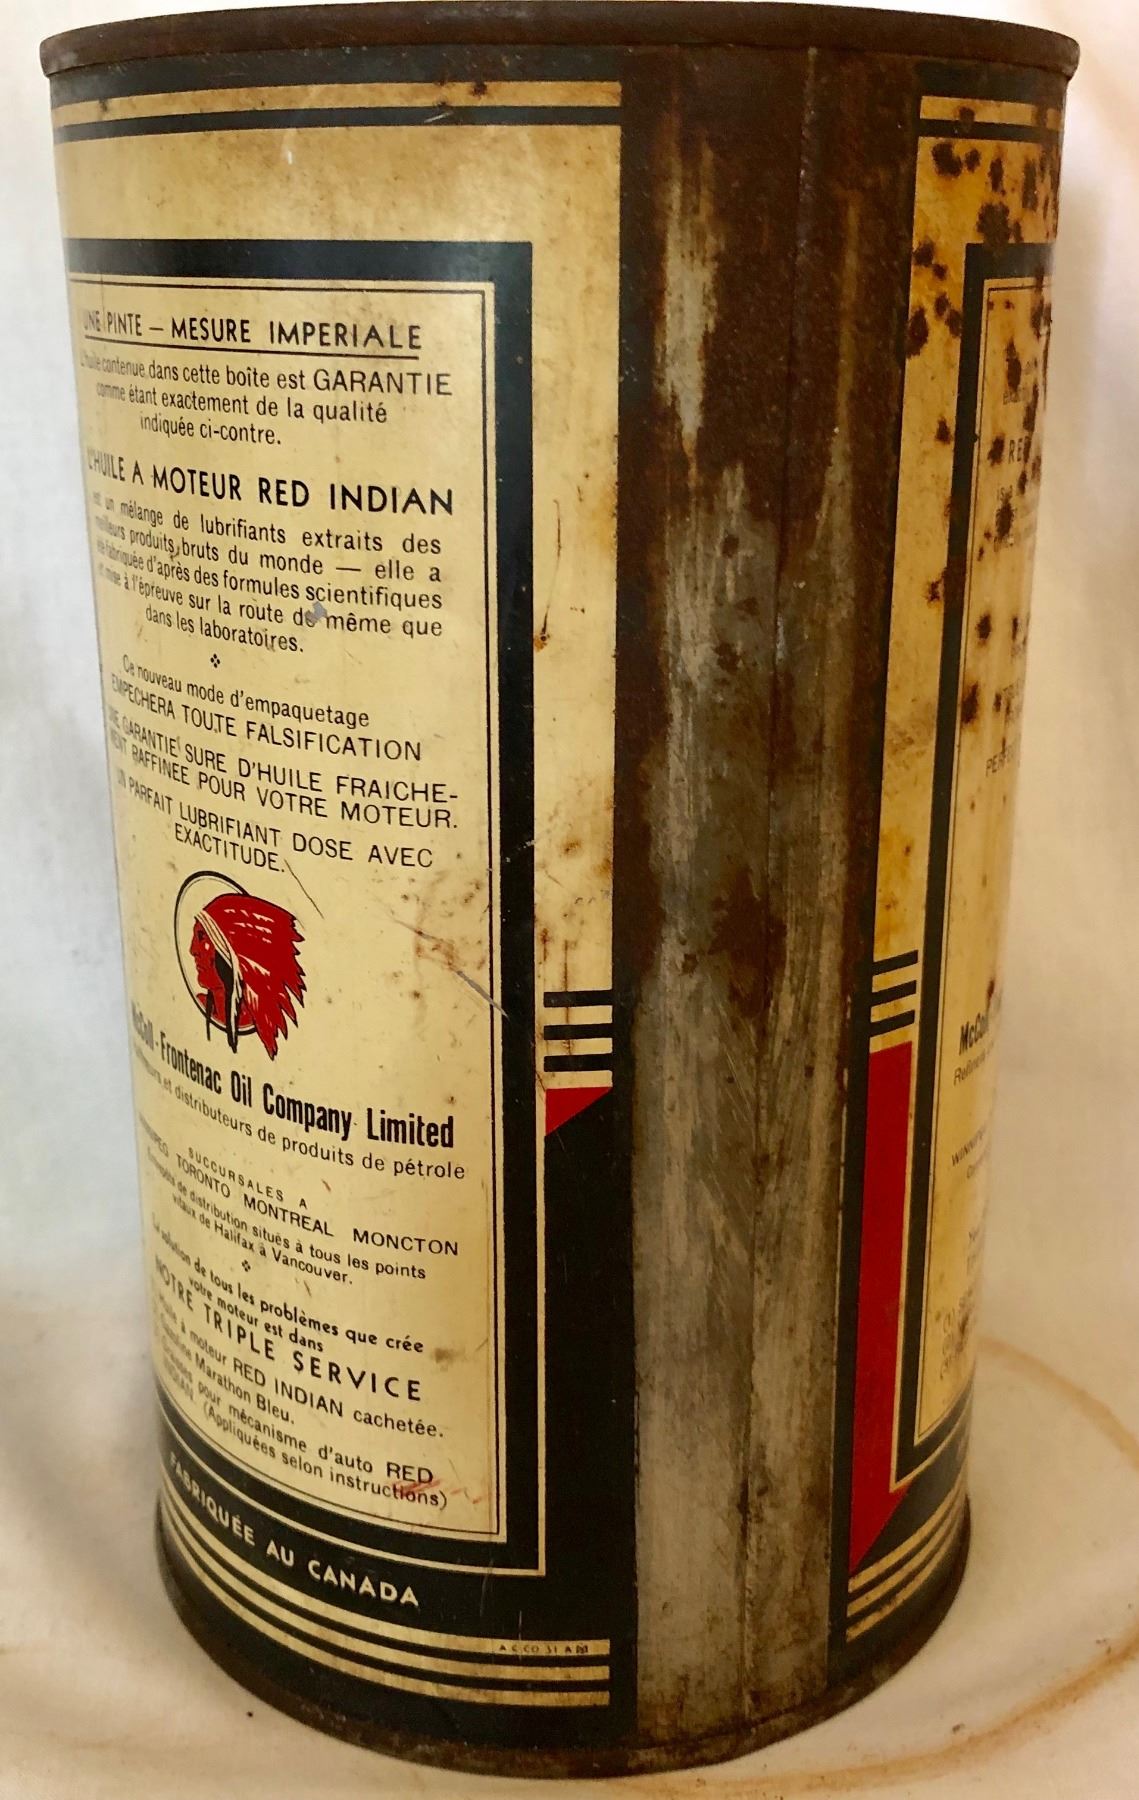 UNE PINTE — MESURE IMPERIALE
L'huile contenue dans cette boîte est GARANTIE
comme étant exactement de la qualité
indiquée ci-contre.
L'HUILE A MOTEUR RED INDIAN
est un mélange de lubrifiants extraits des
meilleurs produits bruts du monde — elle a
été fabriquée d'après des formules scientifiques
et mise à l'épreuve sur la route de même que
dans les laboratoires.
Ce nouveau mode d'empaquetage
EMPECHERA TOUTE FALSIFICATION
UNE GARANTIE SURE D'HUILE FRAICHE-
MENT RAFFINEE POUR VOTRE MOTEUR.
UN PARFAIT LUBRIFIANT DOSE AVEC
EXACTITUDE.
McColl-Frontenac Oil Company Limited
et distributeurs de produits de pétrole
SUCCURSALES A
WINNIPEG TORONTO MONTREAL MONCTON
Entrepôts de distribution situés à tous les points
vitaux de Halifax à Vancouver.
La solution de tous les problèmes que crée
votre moteur est dans
NOTRE TRIPLE SERVICE
Huile à moteur RED INDIAN cachetée.
Gazoline Marathon Bleu.
Graisses pour mécanisme d'auto RED
INDIAN. (Appliquées selon instructions)
FABRIQUÉE AU CANADA
A C CO 31 A
RED
PERFEC
McColl
Refiners
WINNIPEG